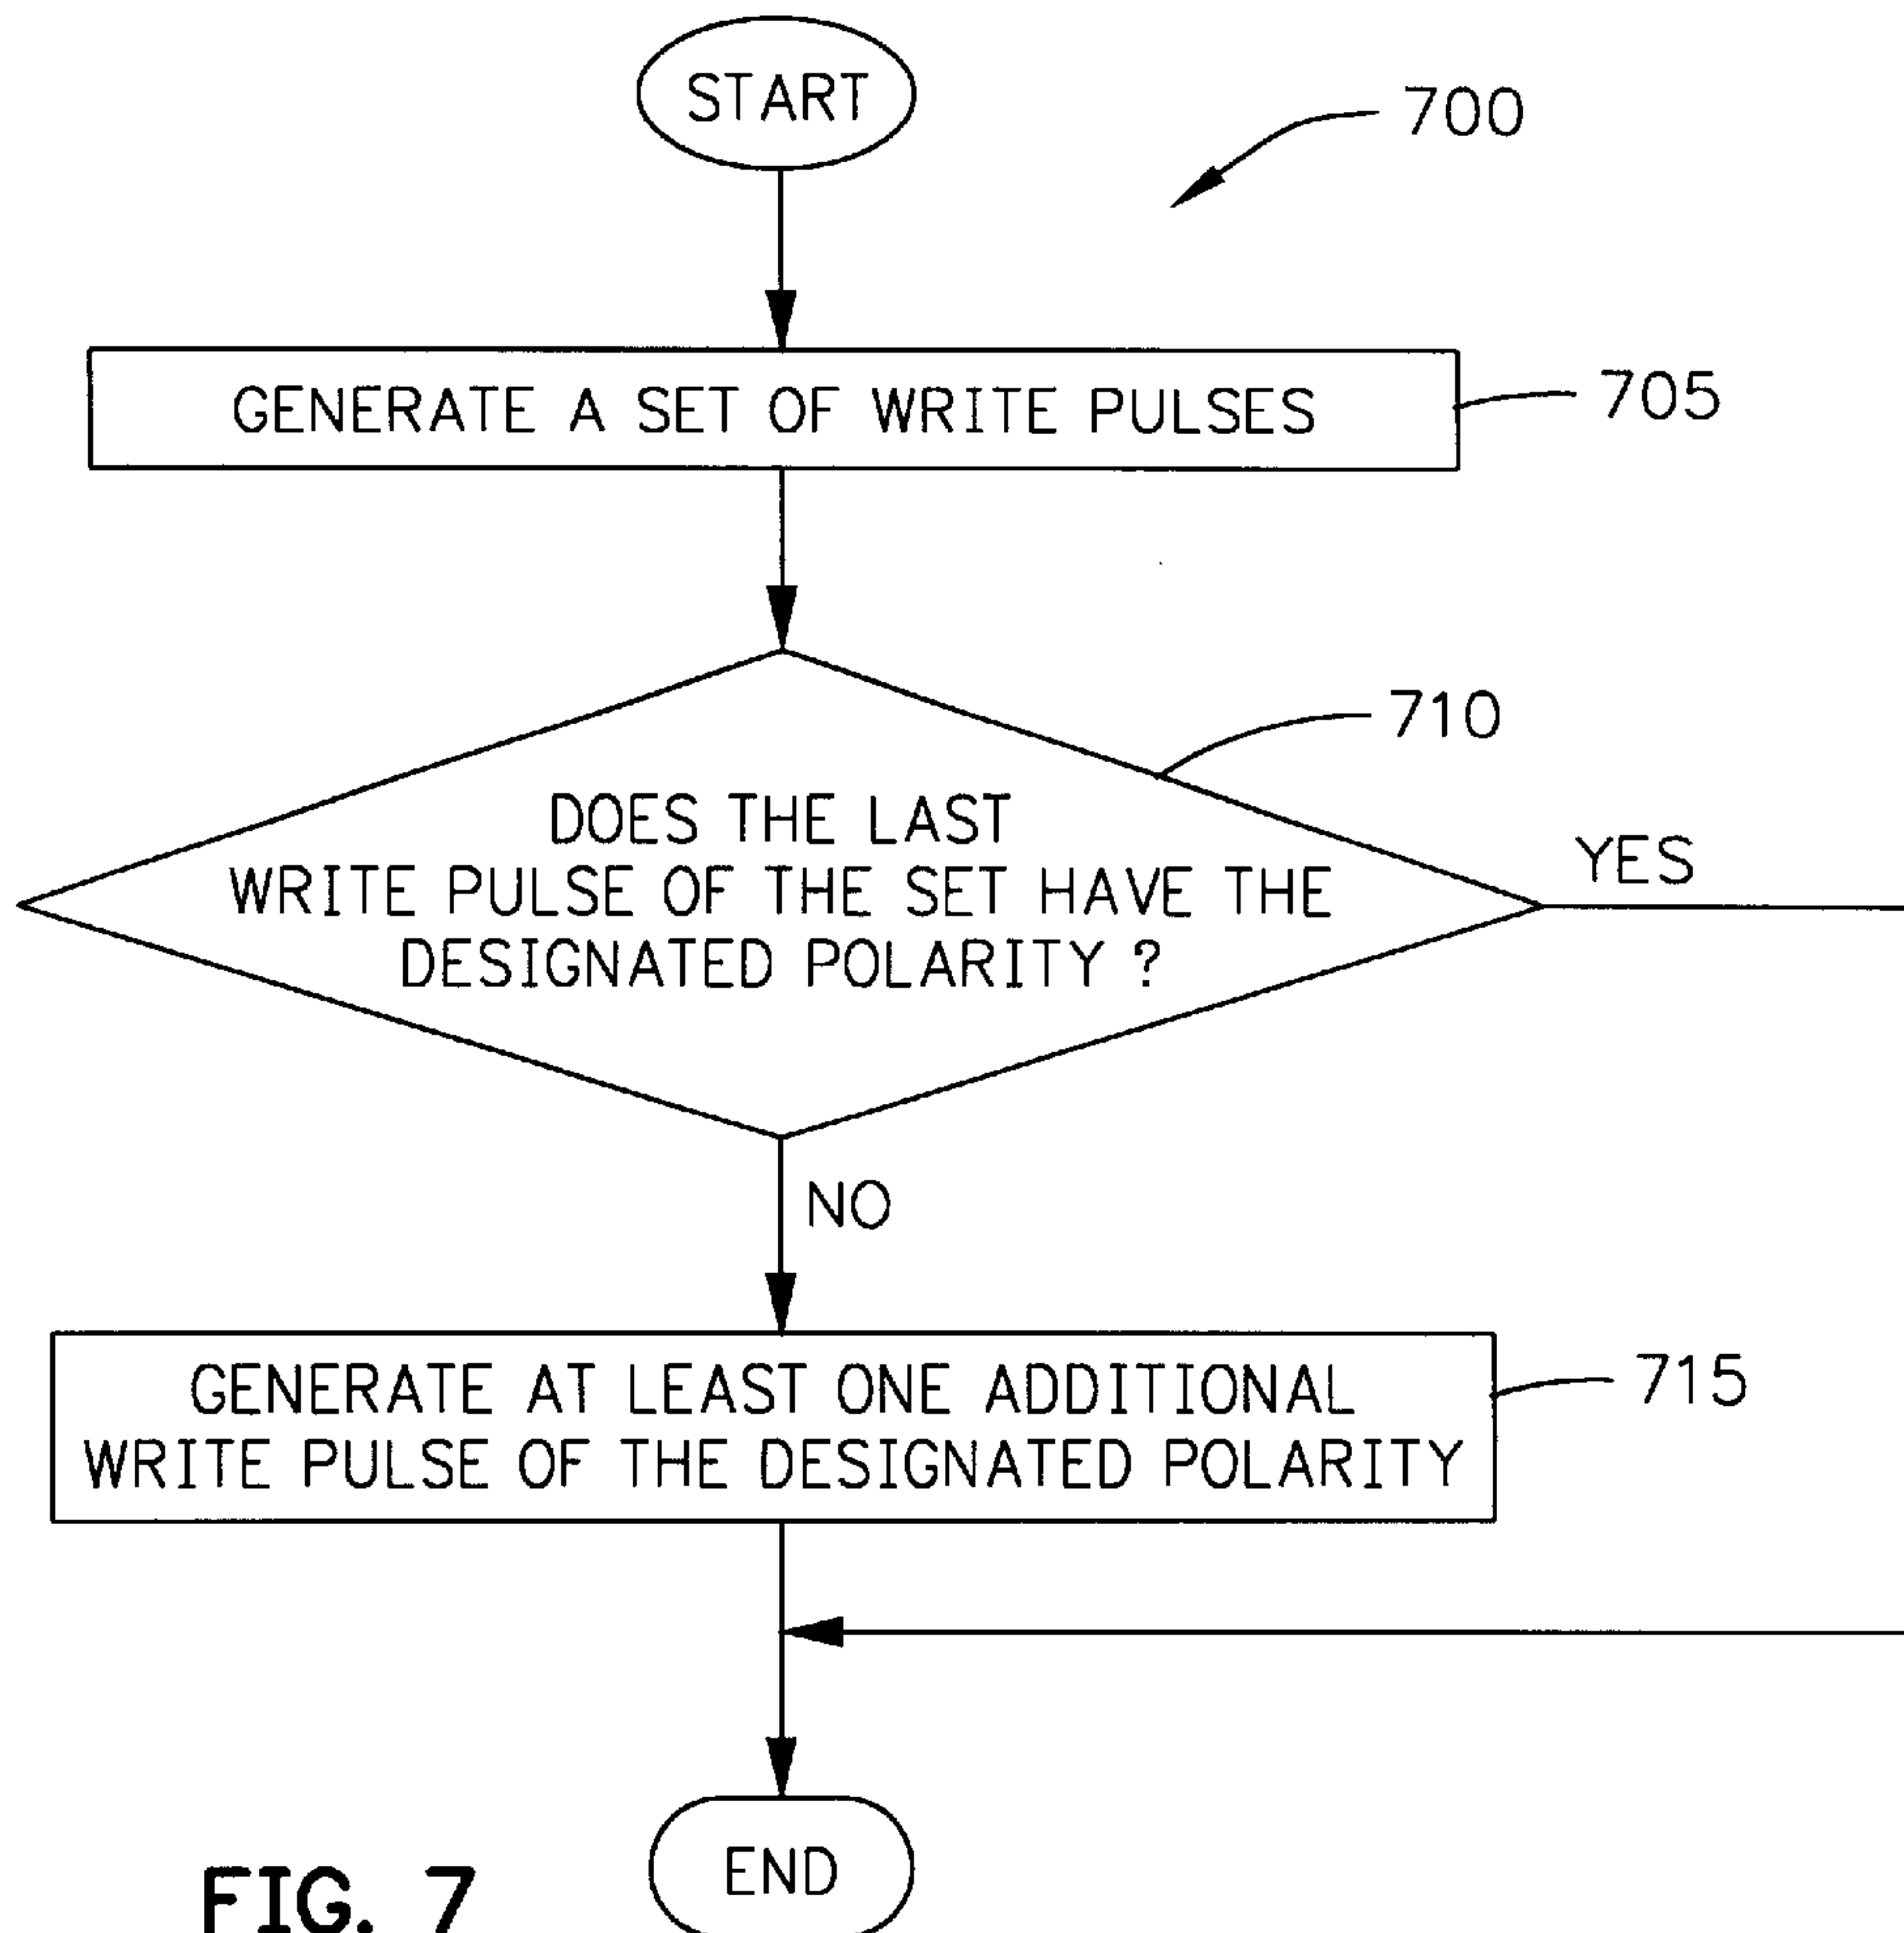 START
700
GENERATE A SET OF WRITE PULSES
705
710
DOES THE LAST
WRITE PULSE OF THE SET HAVE THE
DESIGNATED POLARITY ?
YES
NO
GENERATE AT LEAST ONE ADDITIONAL
WRITE PULSE OF THE DESIGNATED POLARITY
715
END
FIG. 7